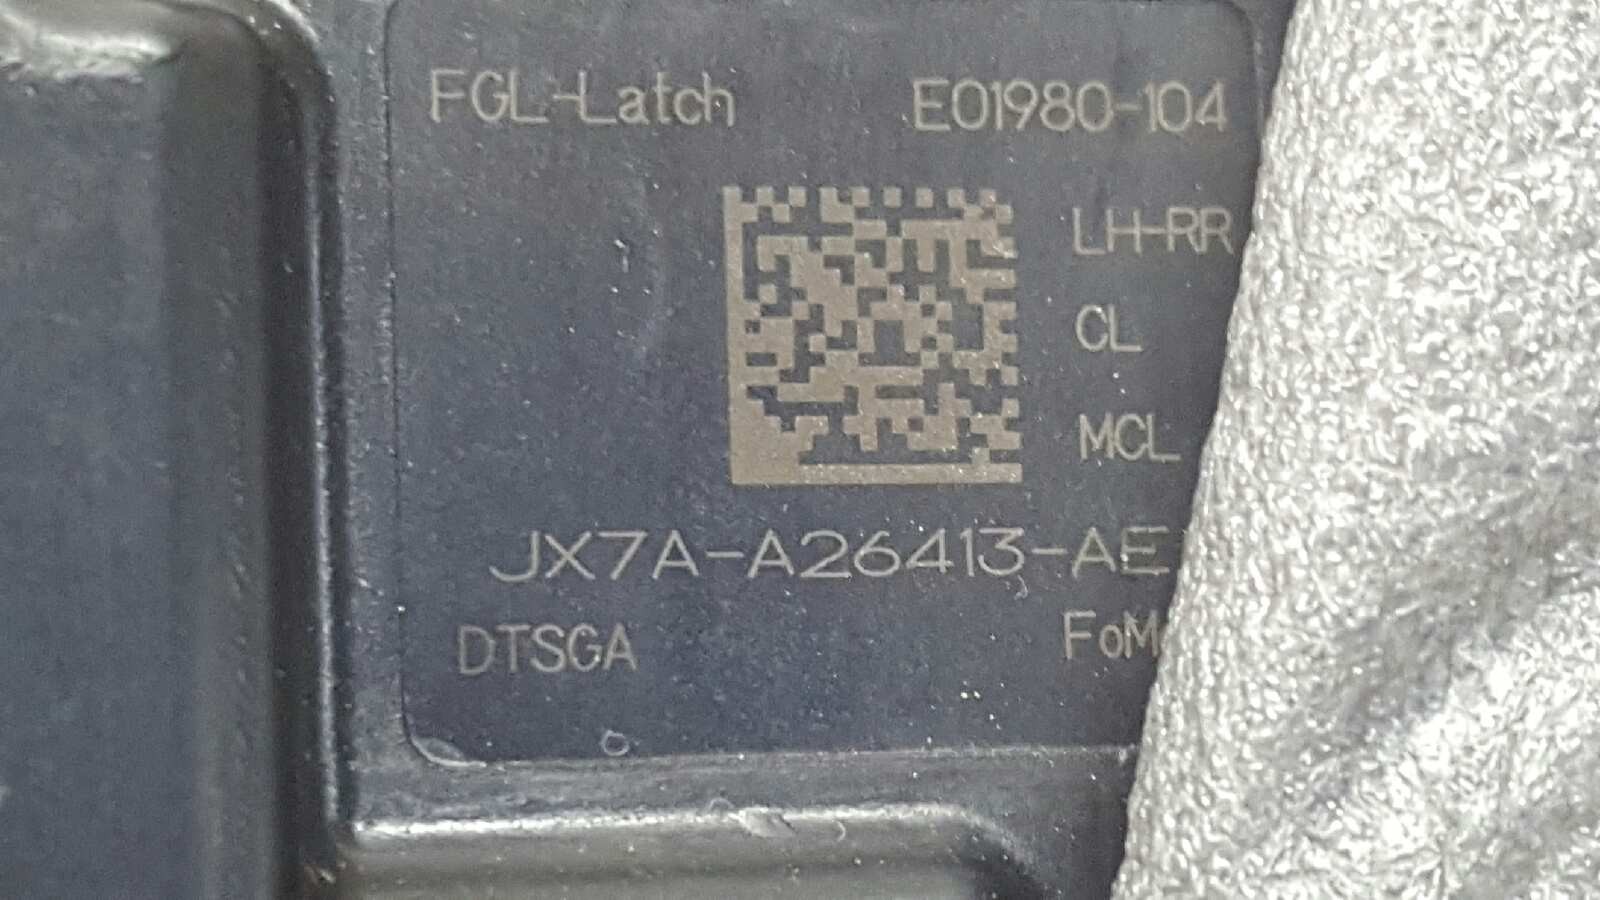 FGL-Latch E01980-104
LH-RR
CL
MCL
JX7A-A26413-AE
DTSGA